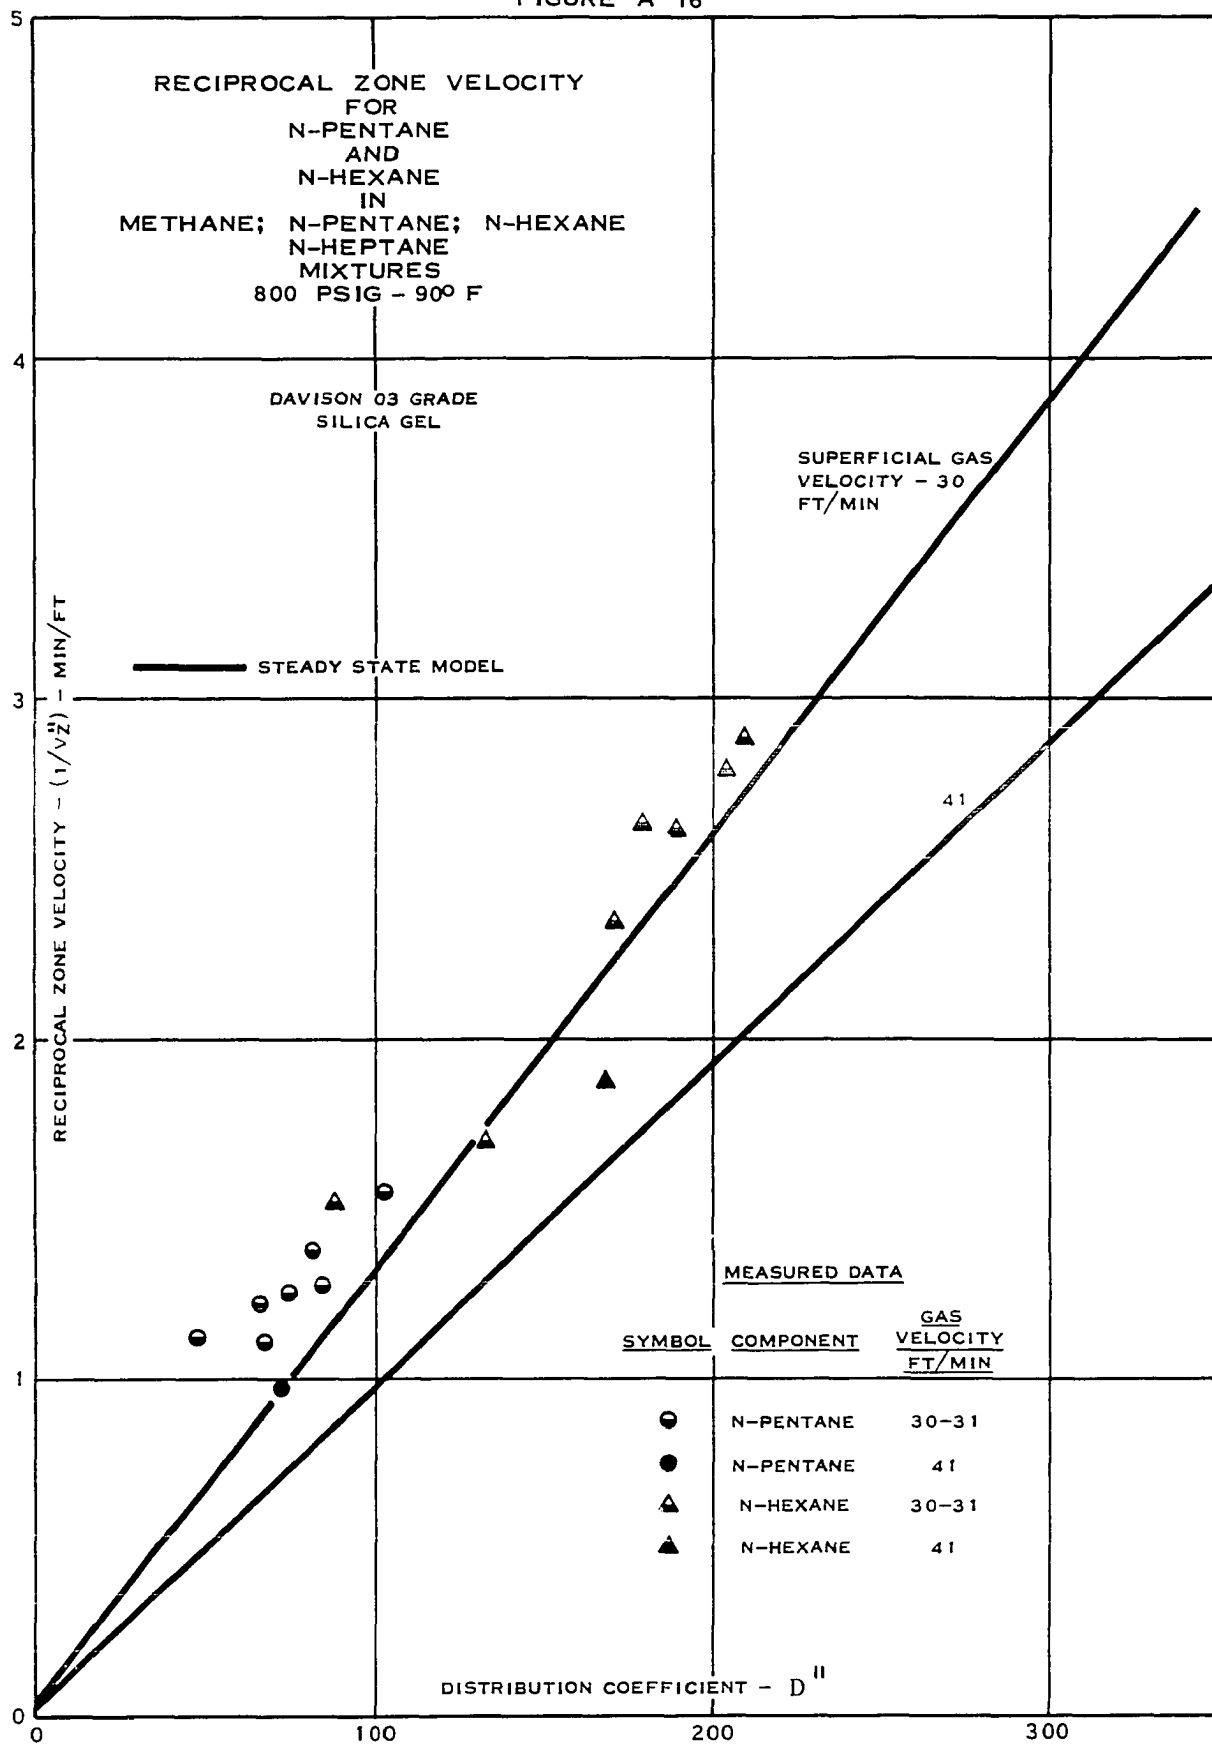 FIGURE A 16
5
RECIPROCAL ZONE VELOCITY
FOR
N-PENTANE
AND
N-HEXANE
IN
METHANE; N-PENTANE; N-HEXANE
N-HEPTANE
MIXTURES
800 PSIG - 90° F
4
DAVISON 03 GRADE
SILICA GEL
SUPERFICIAL GAS
VELOCITY - 30
FT/MIN
STEADY STATE MODEL
3
41
RECIPROCAL ZONE VELOCITY - (1/VZ") - MIN/FT
2
MEASURED DATA
SYMBOL COMPONENT GAS VELOCITY FT/MIN
1
N-PENTANE 30-31
N-PENTANE 41
N-HEXANE 30-31
N-HEXANE 41
DISTRIBUTION COEFFICIENT - D"
0
0 100 200 300